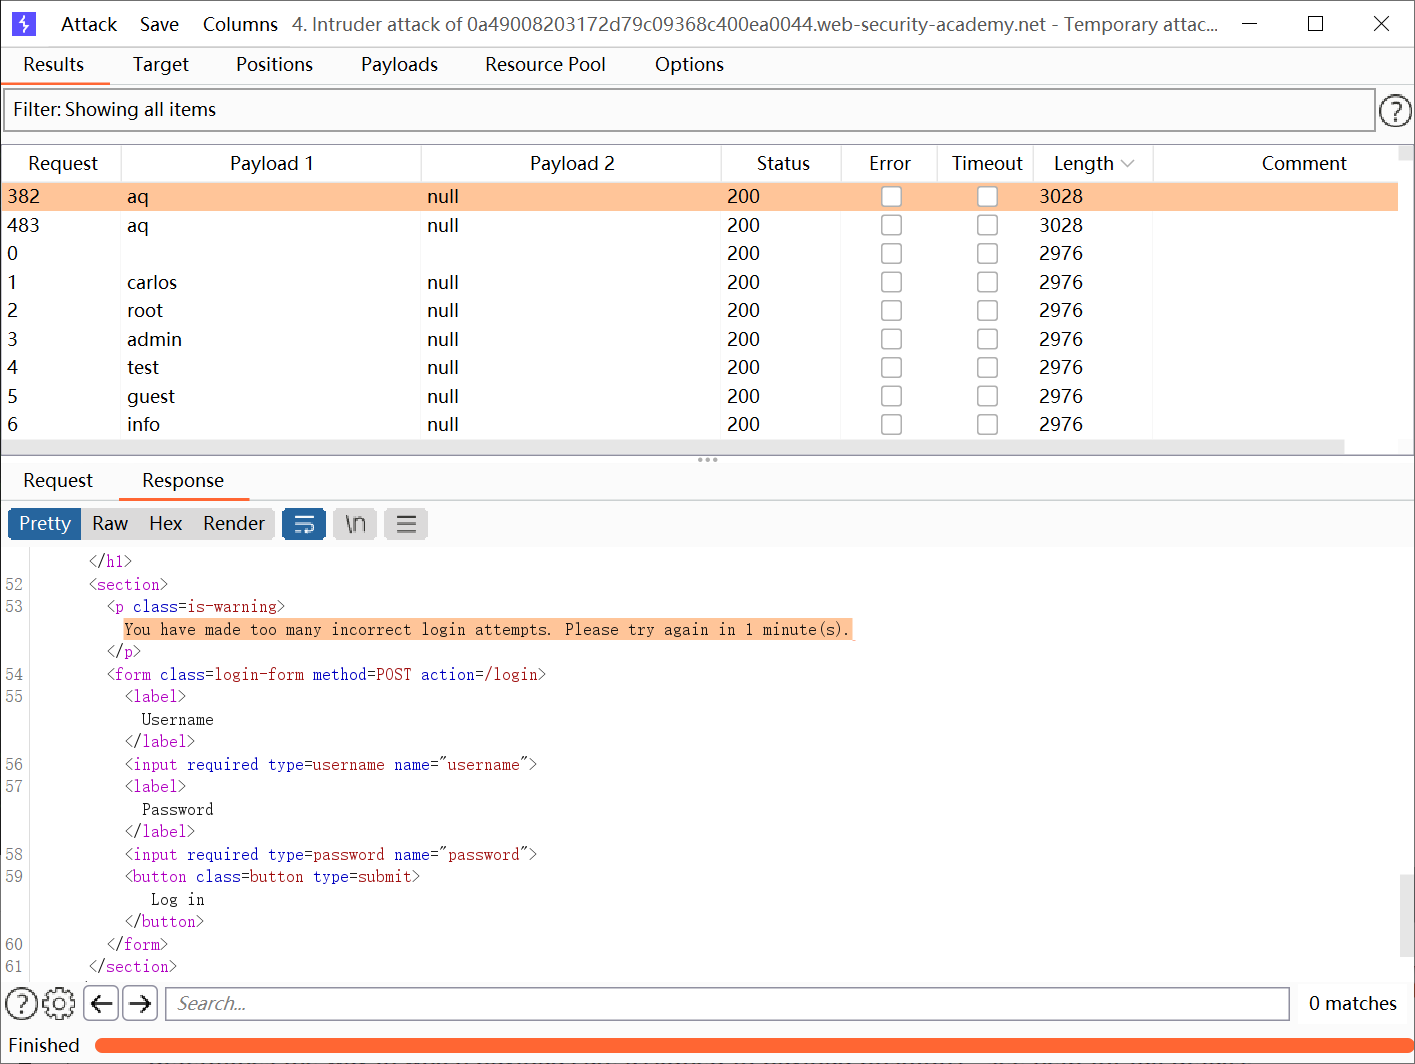 Attack Save Columns 4. Intruder attack of 0a49008203172d79c09368c400ea0044.web-security-academy.net - Temporary attac...
Results Target Positions Payloads Resource Pool Options
Filter: Showing all items
Request Payload 1 Payload 2 Status Error Timeout Length Comment
382 aq null 200 3028
483 aq null 200 3028
0 200 2976
1 carlos null 200 2976
2 root null 200 2976
3 admin null 200 2976
4 test null 200 2976
5 guest null 200 2976
6 info null 200 2976
Request Response
Pretty Raw Hex Render \n
</h1>
52 <section>
53 <p class=is-warning>
You have made too many incorrect login attempts. Please try again in 1 minute(s).
</p>
54 <form class=login-form method=POST action=/login>
55 <label>
Username
</label>
56 <input required type=username name="username">
57 <label>
Password
</label>
58 <input required type=password name="password">
59 <button class=button type=submit>
Log in
</button>
60 </form>
61 </section>
Search... 0 matches
Finished